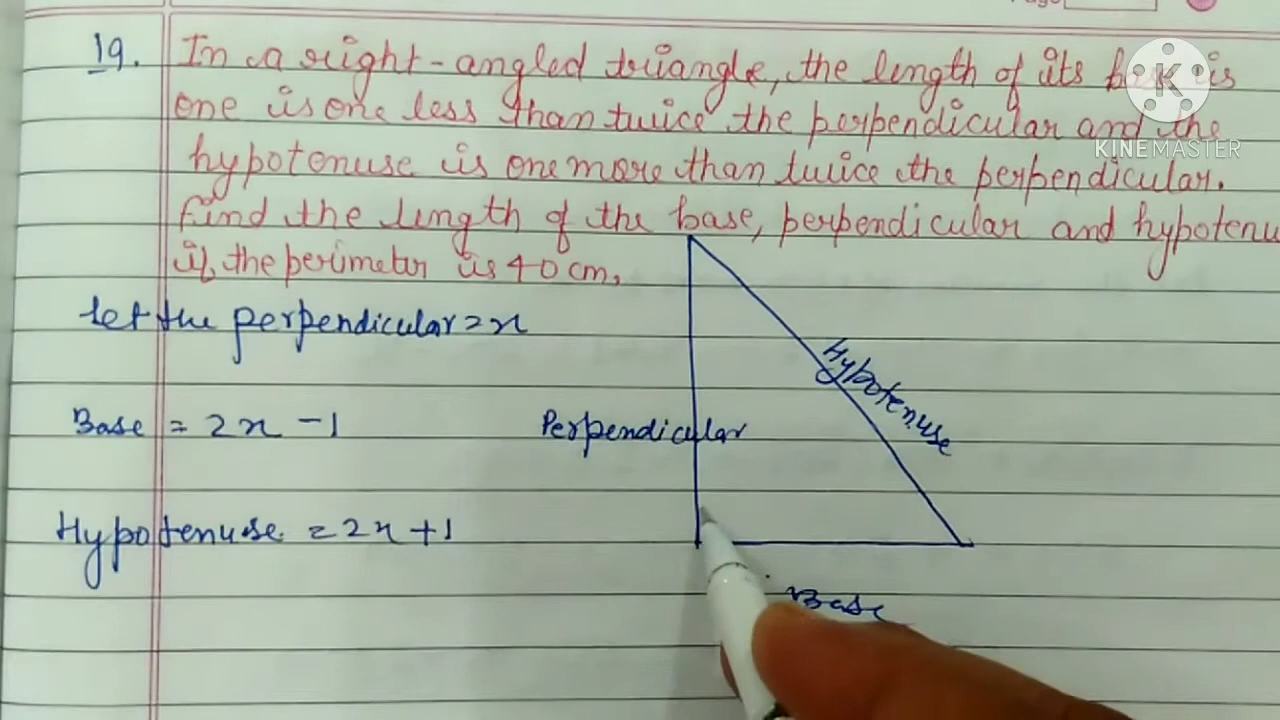 19. In a right-angled triangle, the length of its base is
one is one less than twice the perpendicular and the
hypotenuse is one more than twice the perpendicular.
find the length of the base, perpendicular and hypotenu
if the perimeter is 40 cm.
KINEMASTER
let the perpendicular = x
Base = 2x - 1
Hypotenuse = 2x + 1
Perpendicular
Hypotenuse
Base